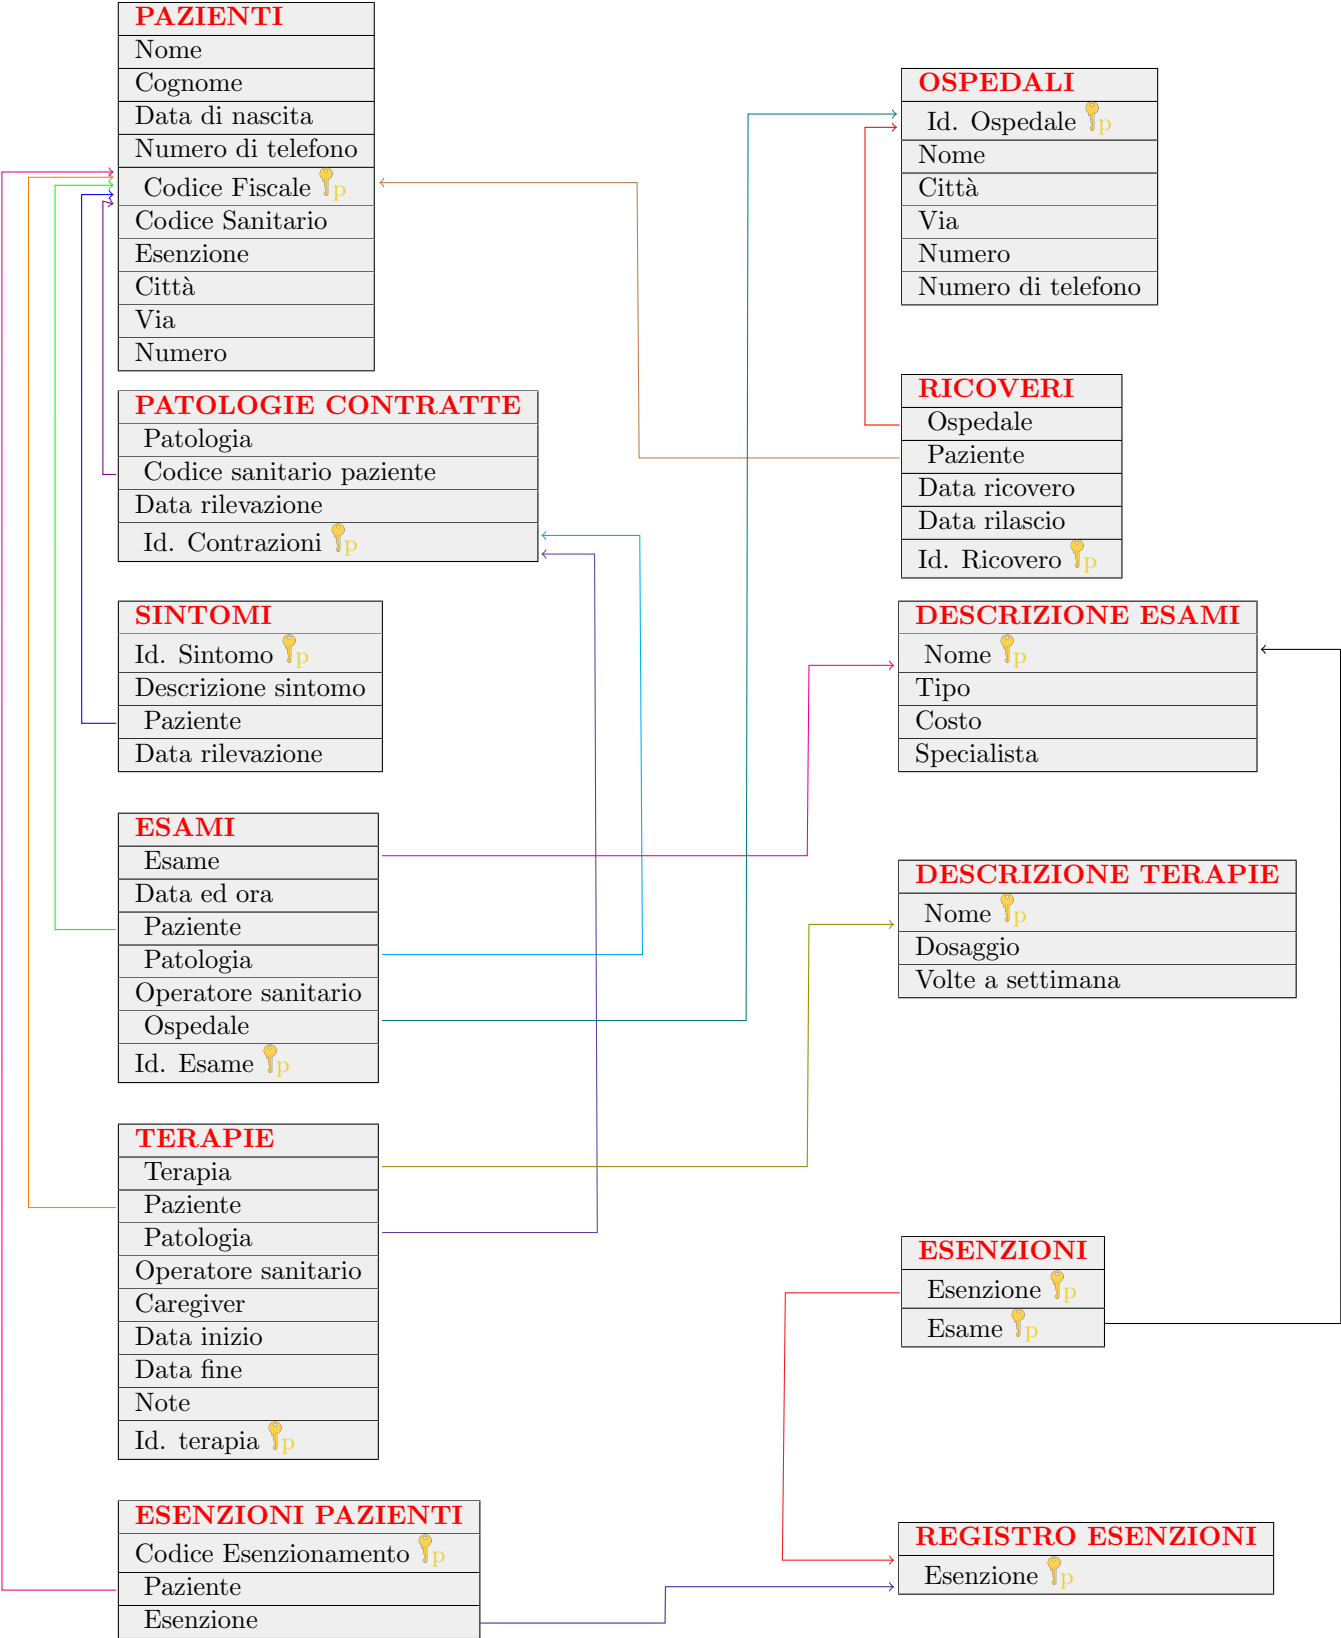 PAZIENTI
Nome
Cognome
Data di nascita
Numero di telefono
Codice Fiscale p
Codice Sanitario
Esenzione
Città
Via
Numero
PATOLOGIE CONTRATTE
Patologia
Codice sanitario paziente
Data rilevazione
Id. Contrazioni p
SINTOMI
Id. Sintomo p
Descrizione sintomo
Paziente
Data rilevazione
ESAMI
Esame
Data ed ora
Paziente
Patologia
Operatore sanitario
Ospedale
Id. Esame p
TERAPIE
Terapia
Paziente
Patologia
Operatore sanitario
Caregiver
Data inizio
Data fine
Note
Id. terapia p
ESENZIONI PAZIENTI
Codice Esenzionamento p
Paziente
Esenzione
OSPEDALI
Id. Ospedale p
Nome
Città
Via
Numero
Numero di telefono
RICOVERI
Ospedale
Paziente
Data ricovero
Data rilascio
Id. Ricovero p
DESCRIZIONE ESAMI
Nome p
Tipo
Costo
Specialista
DESCRIZIONE TERAPIE
Nome p
Dosaggio
Volte a settimana
ESENZIONI
Esenzione p
Esame p
REGISTRO ESENZIONI
Esenzione p